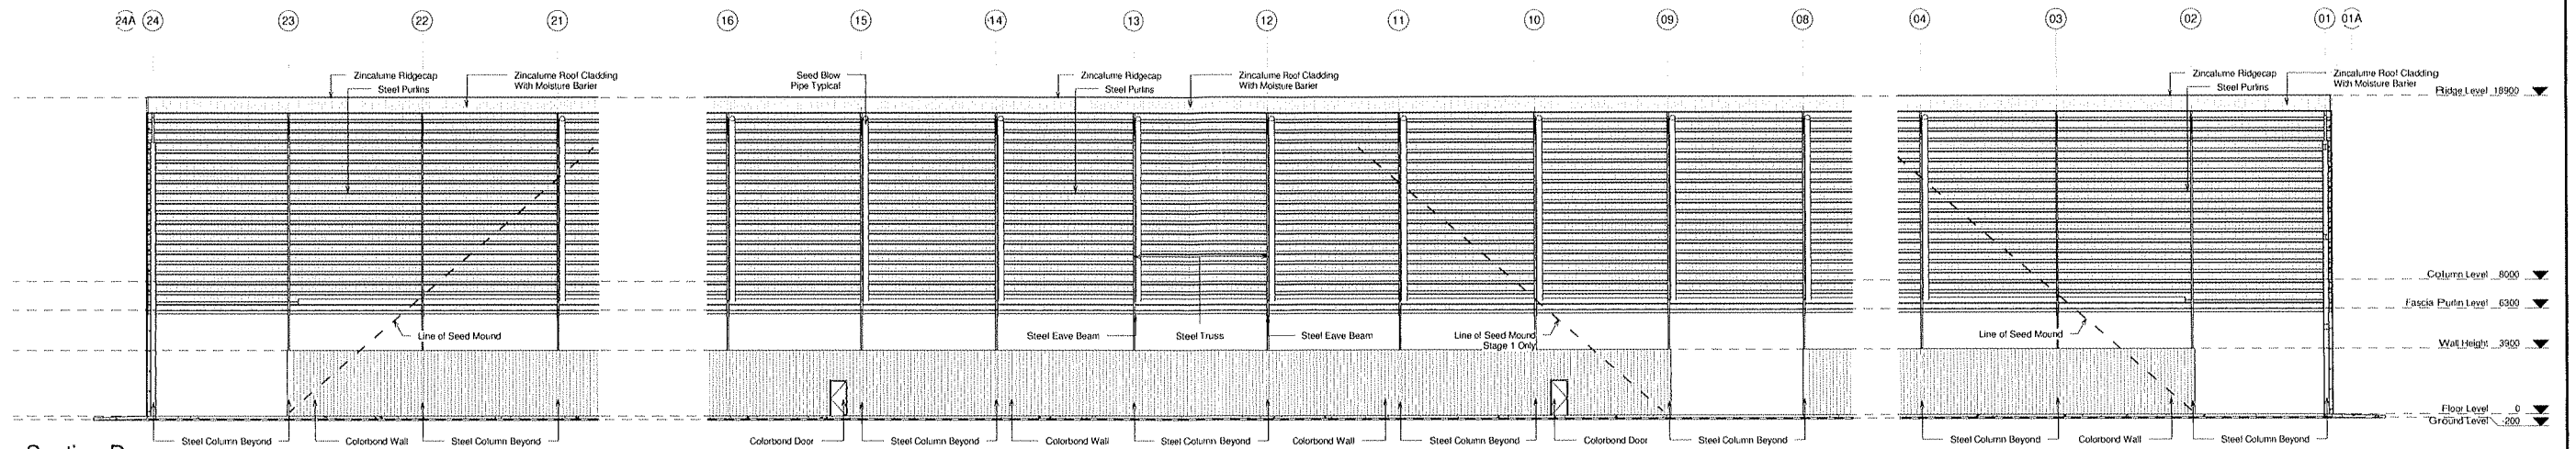 24A 24 23 22 21 16 15 14 13 12 11 10 09 08 04 03 02 01 01A
Zincalume Ridgecap
Steel Purlins
Zincalume Roof Cladding
With Moisture Barier
Seed Blow
Pipe Typical
Zincalume Ridgecap
Steel Purlins
Zincalume Roof Cladding
With Moisture Barier
Zincalume Ridgecap
Steel Purlins
Zincalume Roof Cladding
With Moisture Barier
Ridge Level 18900
Column Level 8000
Fascia Purlin Level 6300
Line of Seed Mound
Steel Eave Beam
Steel Truss
Steel Eave Beam
Line of Seed Mound
Stage 1 Only
Line of Seed Mound
Wall Height 3900
Floor Level 0
Ground Level -200
Steel Column Beyond
Colorbond Wall
Steel Column Beyond
Colorbond Door
Steel Column Beyond
Colorbond Wall
Steel Column Beyond
Colorbond Wall
Steel Column Beyond
Colorbond Door
Steel Column Beyond
Steel Column Beyond
Colorbond Wall
Steel Column Beyond